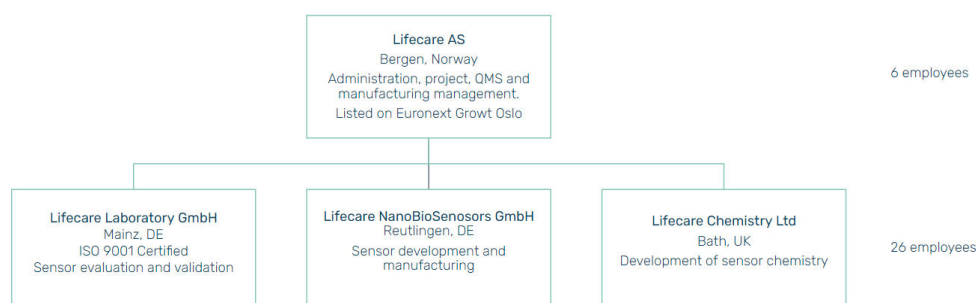 Lifecare AS
Bergen, Norway
Administration, project, QMS and
manufacturing management.
Listed on Euronext Growt Oslo
6 employees
Lifecare Laboratory GmbH
Mainz, DE
ISO 9001 Certified
Sensor evaluation and validation
Lifecare NanoBioSenosors GmbH
Reutlingen, DE
Sensor development and
manufacturing
Lifecare Chemistry Ltd
Bath, UK
Development of sensor chemistry
26 employees